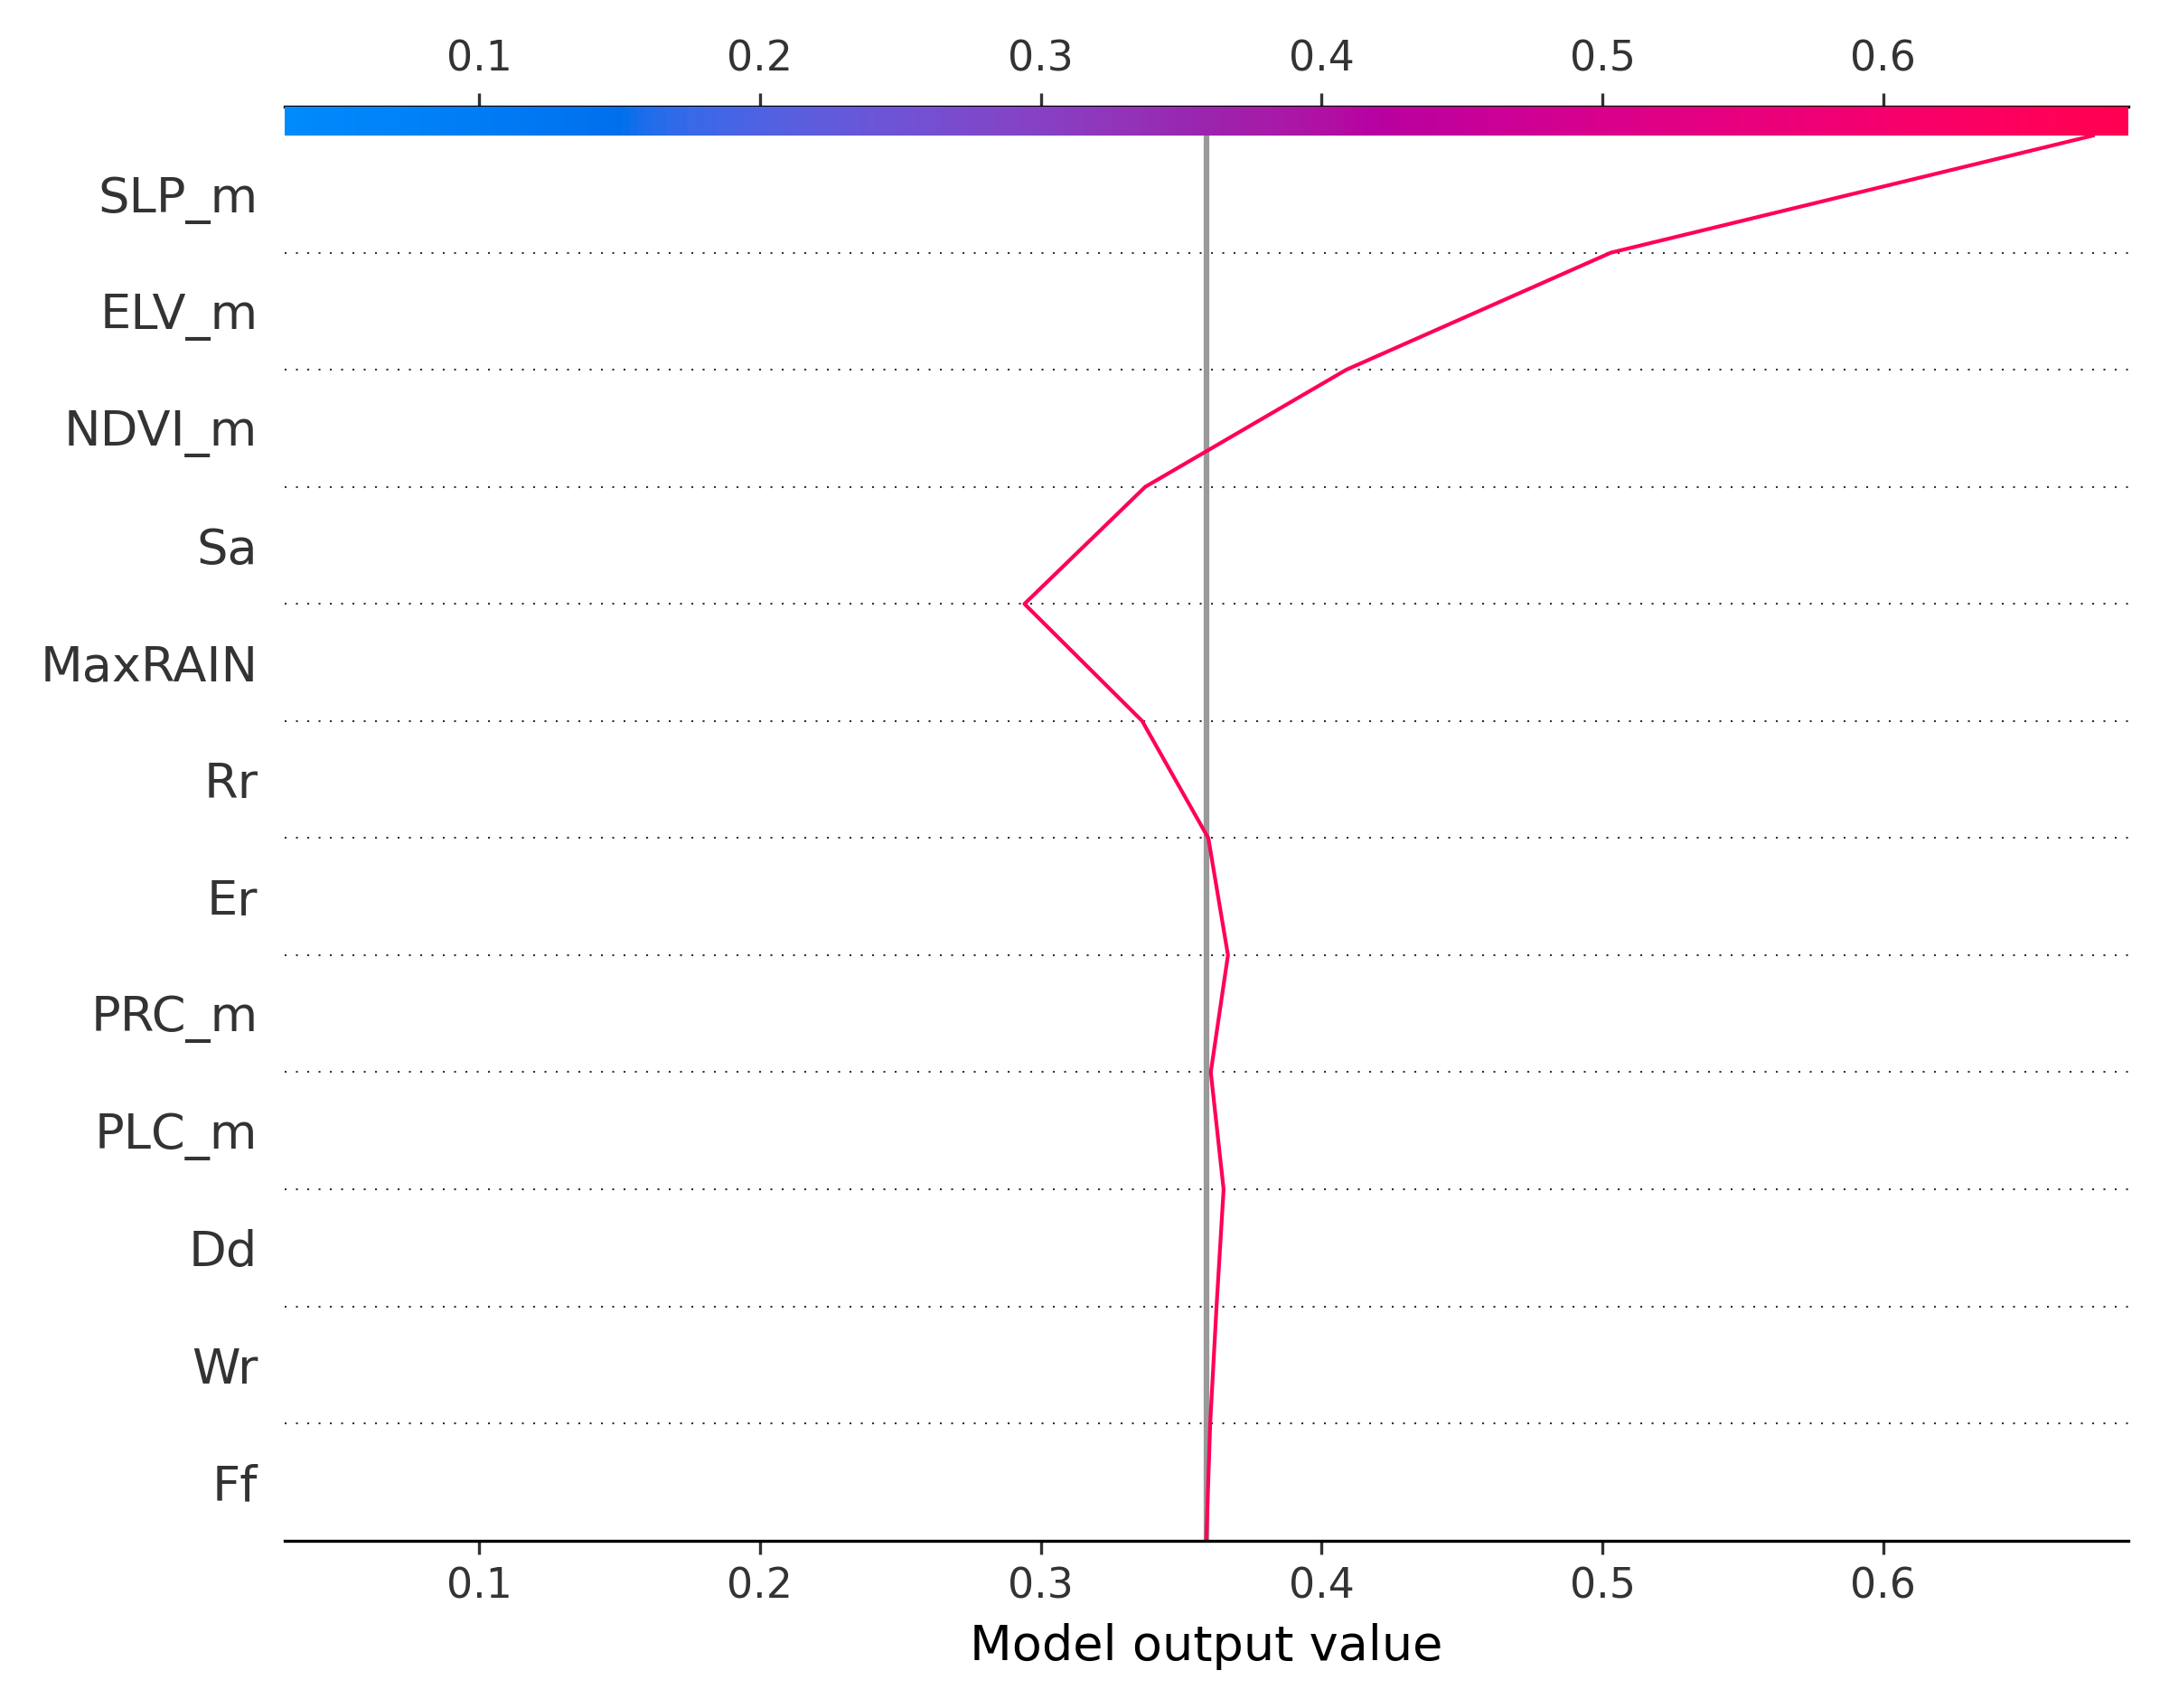 0.1 0.2 0.3 0.4 0.5 0.6
SLP_m
ELV_m
NDVI_m
Sa
MaxRAIN
Rr
Er
PRC_m
PLC_m
Dd
Wr
Ff
0.1 0.2 0.3 0.4 0.5 0.6
Model output value